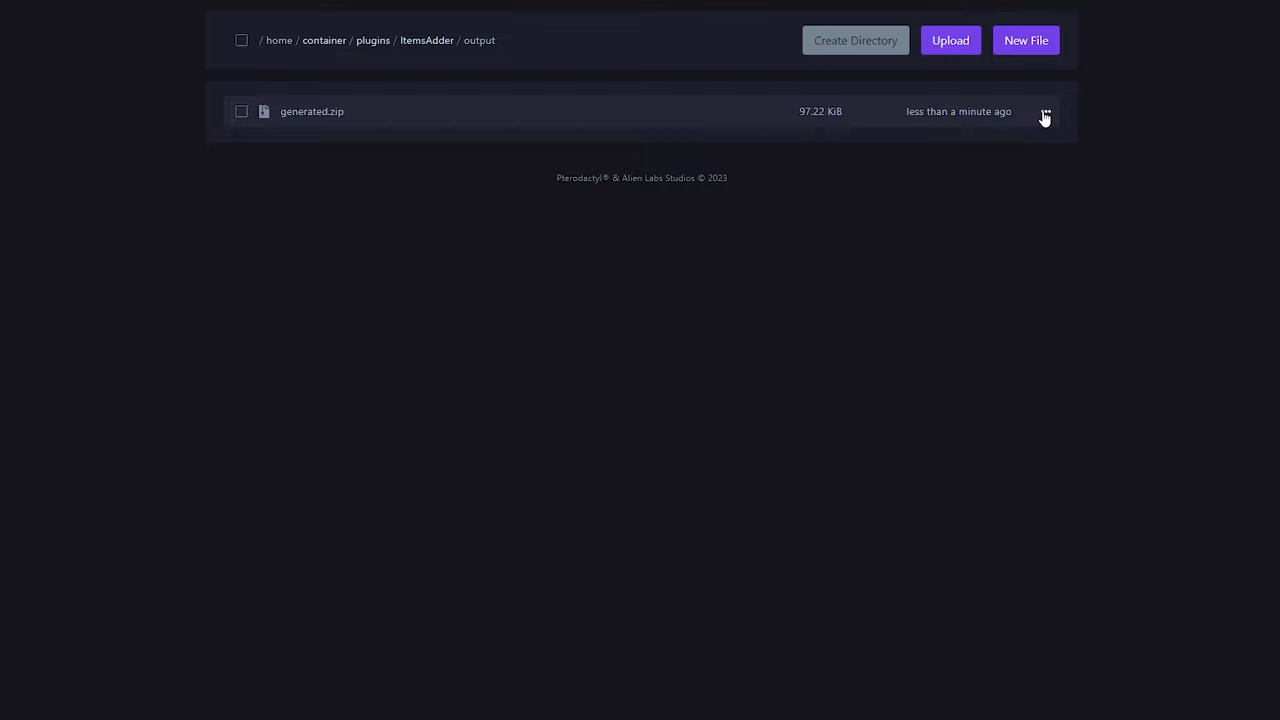 / home / container / plugins / ItemsAdder / output
Create Directory
Upload
New File
generated.zip
97.22 KiB
less than a minute ago
Pterodactyl® & Alien Labs Studios © 2023